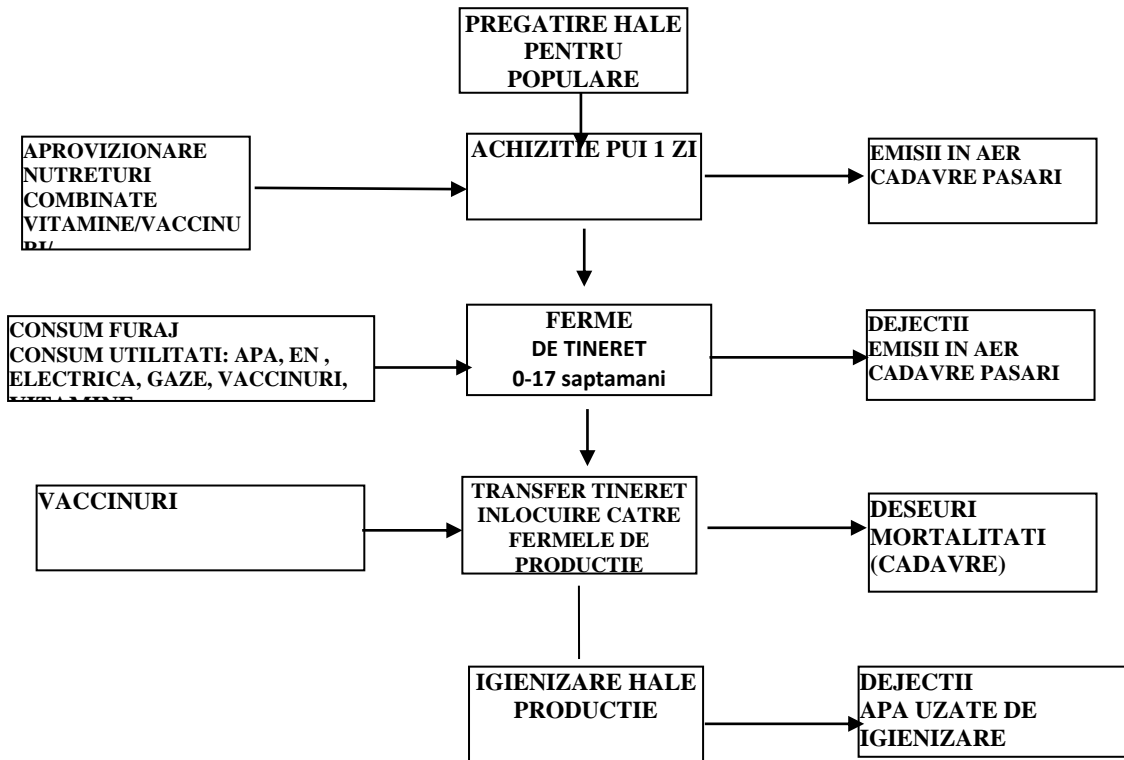 PREGATIRE HALE
PENTRU
POPULARE
APROVIZIONARE
NUTRETURI
COMBINATE
VITAMINE/VACCINU
RI/
ACHIZITIE PUI 1 ZI
EMISII IN AER
CADAVRE PASARI
CONSUM FURAJ
CONSUM UTILITATI: APA, EN ,
ELECTRICA, GAZE, VACCINURI,
VITAMINE
FERME
DE TINERET
0-17 saptamani
DEJECTII
EMISII IN AER
CADAVRE PASARI
VACCINURI
TRANSFER TINERET
INLOCUIRE CATRE
FERMELE DE
PRODUCTIE
DESEURI
MORTALITATI
(CADAVRE)
IGIENIZARE HALE
PRODUCTIE
DEJECTII
APA UZATE DE
IGIENIZARE